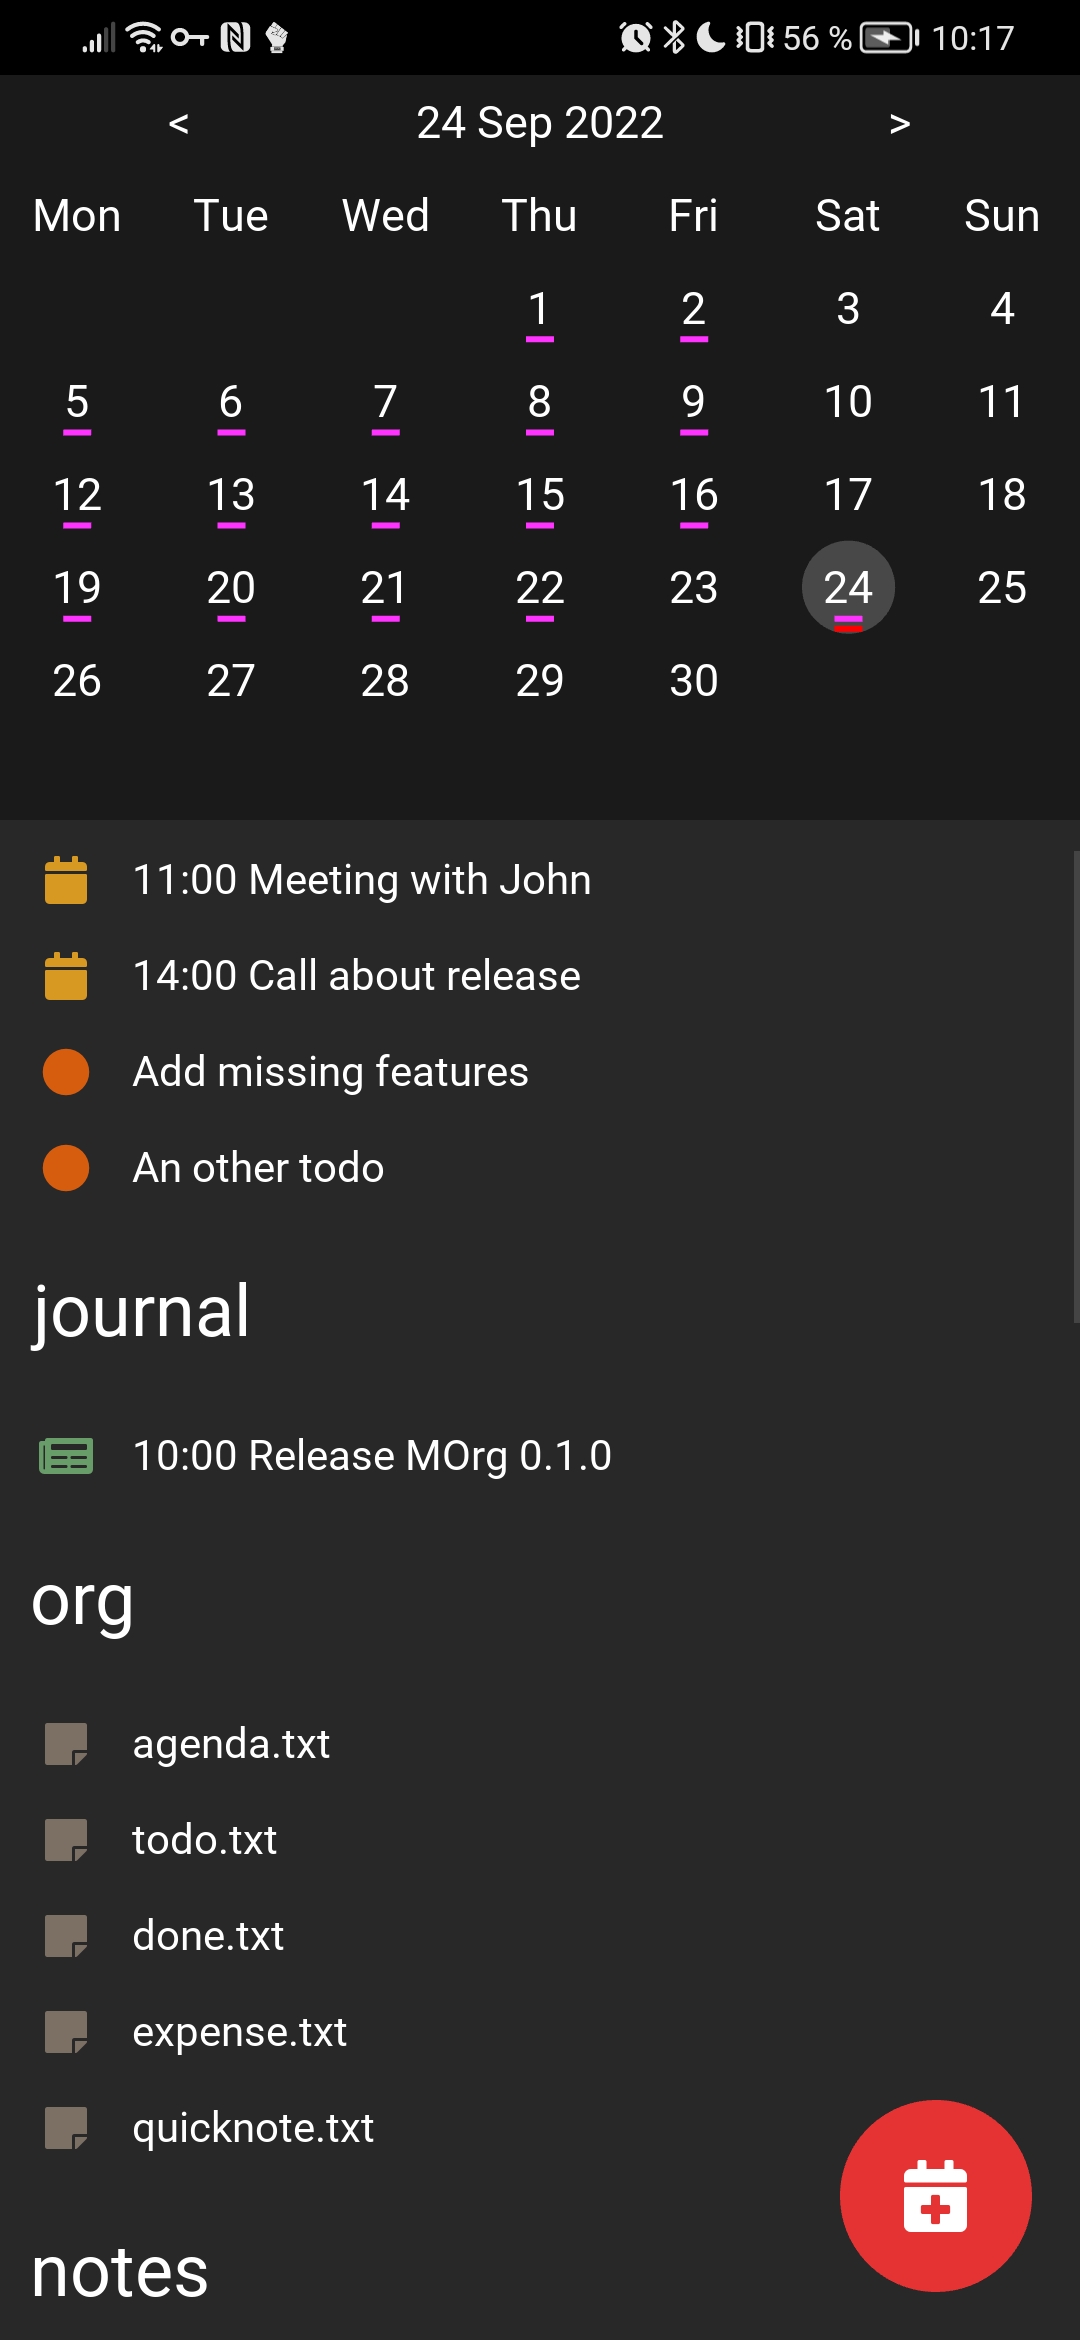 56 % 10:17
< 24 Sep 2022 >
Mon Tue Wed Thu Fri Sat Sun
1 2 3 4
5 6 7 8 9 10 11
12 13 14 15 16 17 18
19 20 21 22 23 24 25
26 27 28 29 30
11:00 Meeting with John
14:00 Call about release
Add missing features
An other todo
journal
10:00 Release MOrg 0.1.0
org
agenda.txt
todo.txt
done.txt
expense.txt
quicknote.txt
notes